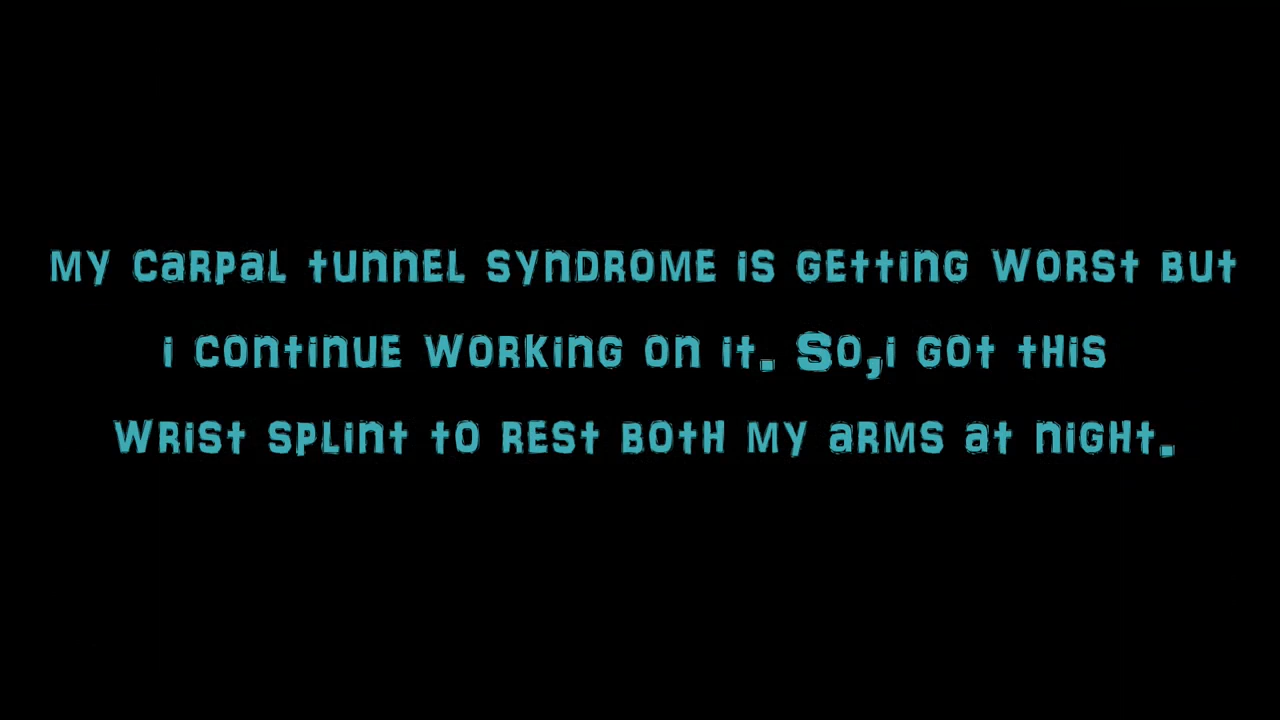 My carpal tunnel syndrome is getting worst but
i continue working on it. So,i got this
wrist splint to rest both my arms at night.